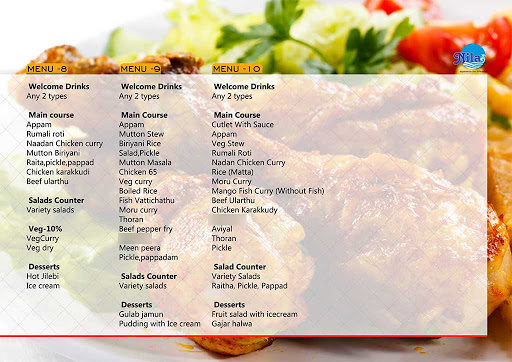 Nila
MENU -8
Welcome Drinks
Any 2 types
Main course
Appam
Rumali roti
Naadan Chicken curry
Mutton Biriyani
Raita,pickle,pappad
Chicken karakkudi
Beef ularthu
Salads Counter
Variety salads
Veg-10%
VegCurry
Veg dry
Desserts
Hot Jilebi
Ice cream
MENU -9
Welcome Drinks
Any 2 types
Main Course
Appam
Mutton Stew
Biriyani Rice
Salad,Pickle
Mutton Masala
Chicken 65
Veg curry
Boiled Rice
Fish Vattichathu
Moru curry
Thoran
Beef pepper fry
Meen peera
Pickle,pappadam
Salads Counter
Variety salads
Desserts
Gulab jamun
Pudding with Ice cream
MENU -10
Welcome Drinks
Any 2 types
Main Course
Cutlet With Sauce
Appam
Veg Stew
Rumali Roti
Nadan Chicken Curry
Rice (Matta)
Moru Curry
Mango Fish Curry (Without Fish)
Beef Ularthu
Chicken Karakkudy
Aviyal
Thoran
Pickle
Salad Counter
Variety Salads
Raitha, Pickle, Pappad
Desserts
Fruit salad with icecream
Gajar halwa